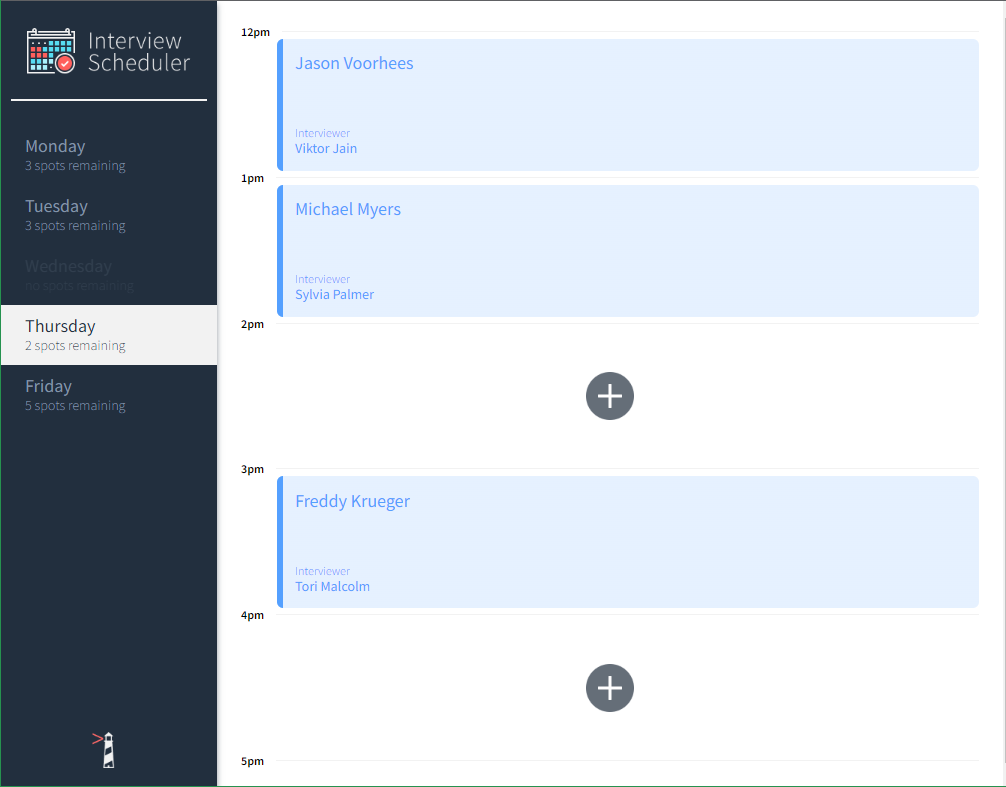 Interview
Scheduler
Monday
3 spots remaining
Tuesday
3 spots remaining
Wednesday
no spots remaining
Thursday
2 spots remaining
Friday
5 spots remaining
12pm
Jason Voorhees
Interviewer
Viktor Jain
1pm
Michael Myers
Interviewer
Sylvia Palmer
2pm
3pm
Freddy Krueger
Interviewer
Tori Malcolm
4pm
5pm